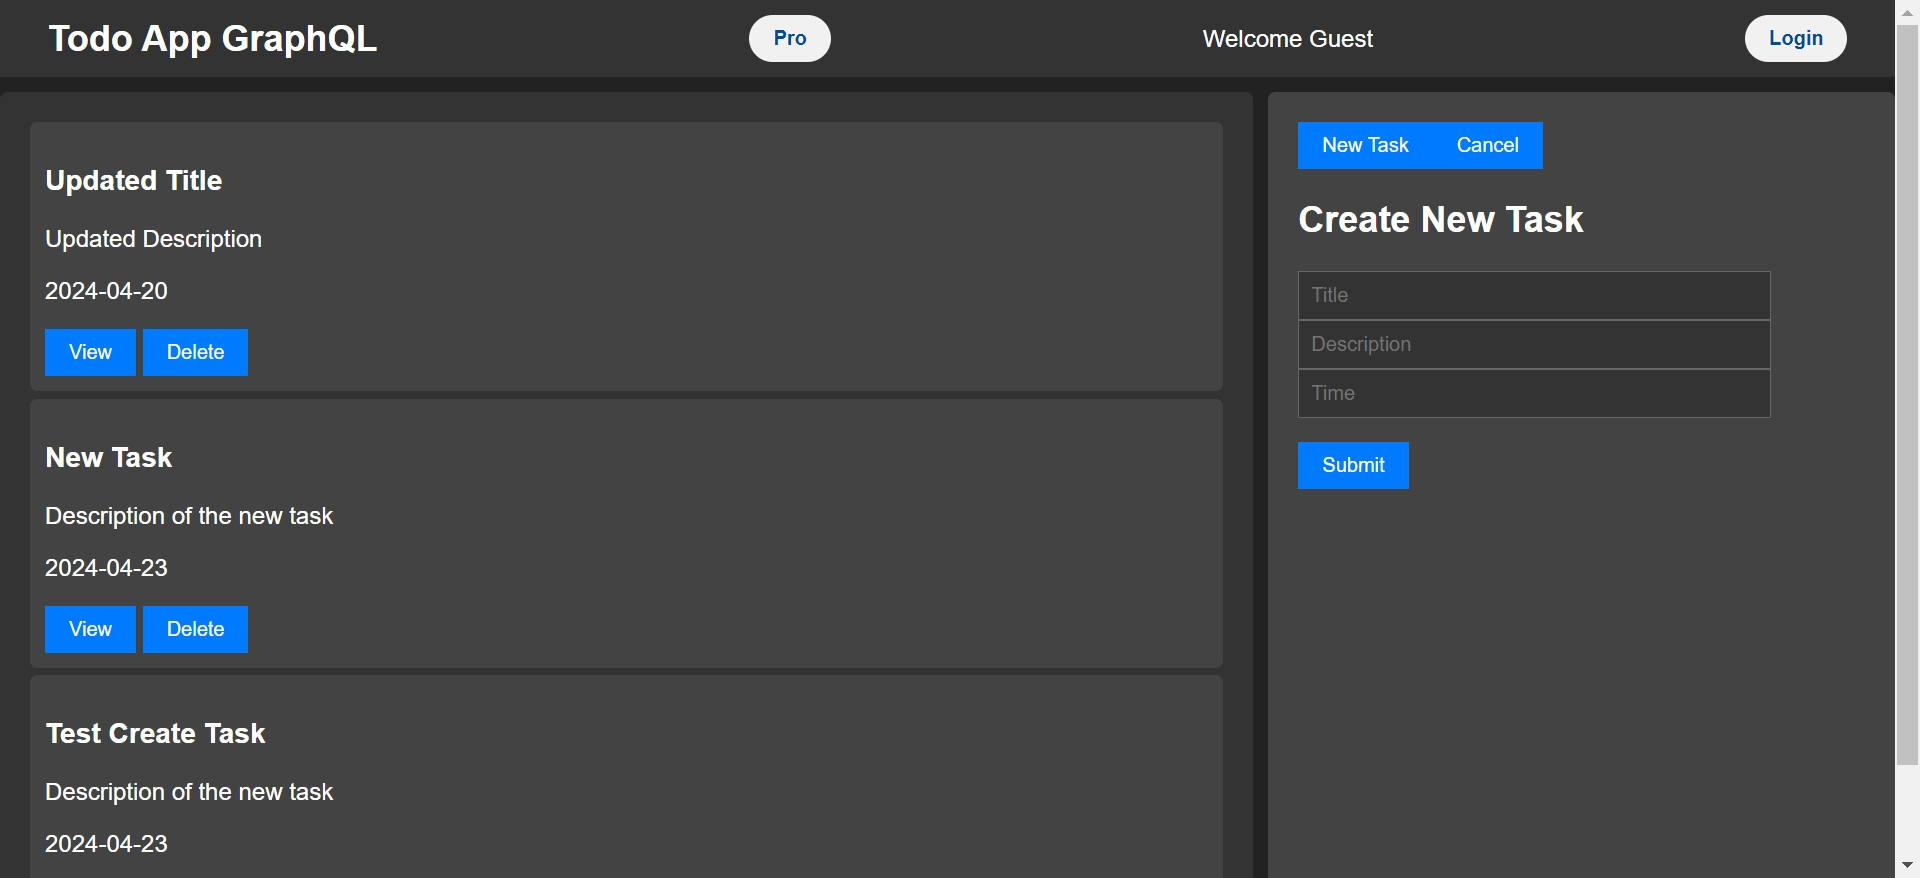 Todo App GraphQL
Pro
Welcome Guest
Login
Updated Title
Updated Description
2024-04-20
View
Delete
New Task
Description of the new task
2024-04-23
View
Delete
Test Create Task
Description of the new task
2024-04-23
New Task
Cancel
Create New Task
Title
Description
Time
Submit